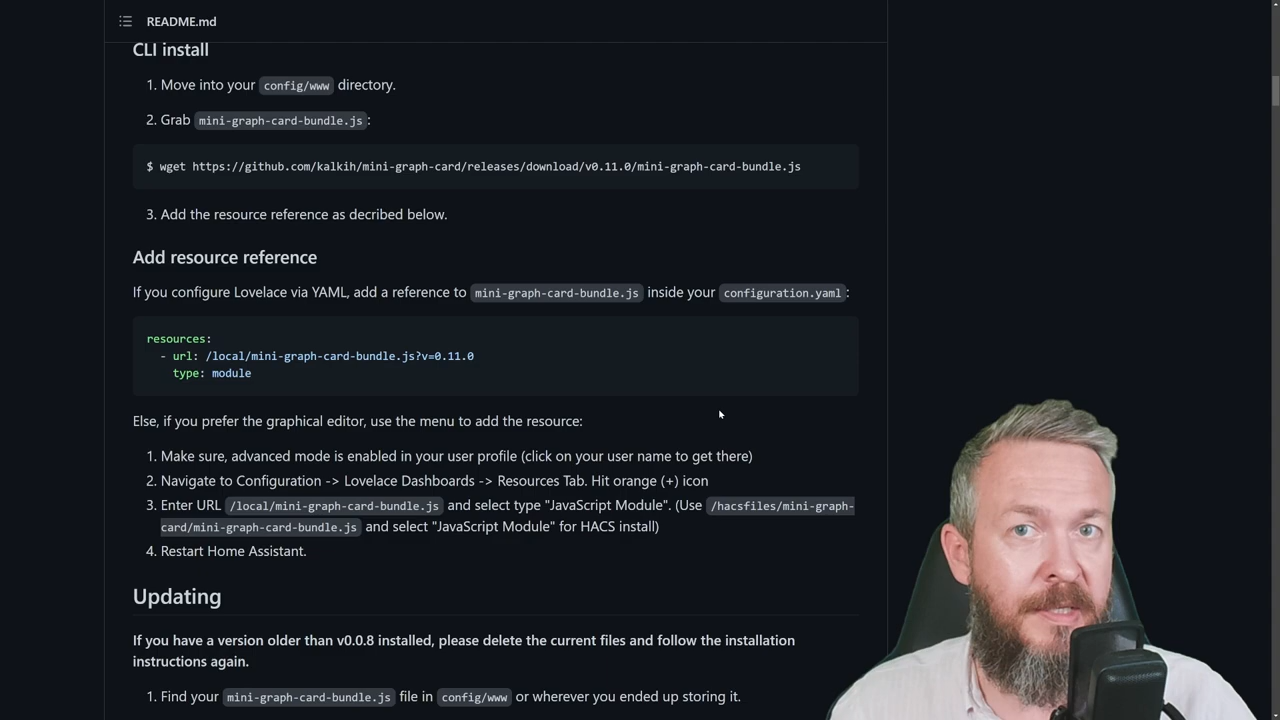 README.md
CLI install
1. Move into your config/www directory.
2. Grab mini-graph-card-bundle.js:
$ wget https://github.com/kalkih/mini-graph-card/releases/download/v0.11.0/mini-graph-card-bundle.js
3. Add the resource reference as decribed below.
Add resource reference
If you configure Lovelace via YAML, add a reference to mini-graph-card-bundle.js inside your configuration.yaml:
resources:
- url: /local/mini-graph-card-bundle.js?v=0.11.0
type: module
Else, if you prefer the graphical editor, use the menu to add the resource:
1. Make sure, advanced mode is enabled in your user profile (click on your user name to get there)
2. Navigate to Configuration -> Lovelace Dashboards -> Resources Tab. Hit orange (+) icon
3. Enter URL /local/mini-graph-card-bundle.js and select type "JavaScript Module". (Use /hacsfiles/mini-graph-
card/mini-graph-card-bundle.js and select "JavaScript Module" for HACS install)
4. Restart Home Assistant.
Updating
If you have a version older than v0.0.8 installed, please delete the current files and follow the installation
instructions again.
1. Find your mini-graph-card-bundle.js file in config/www or wherever you ended up storing it.